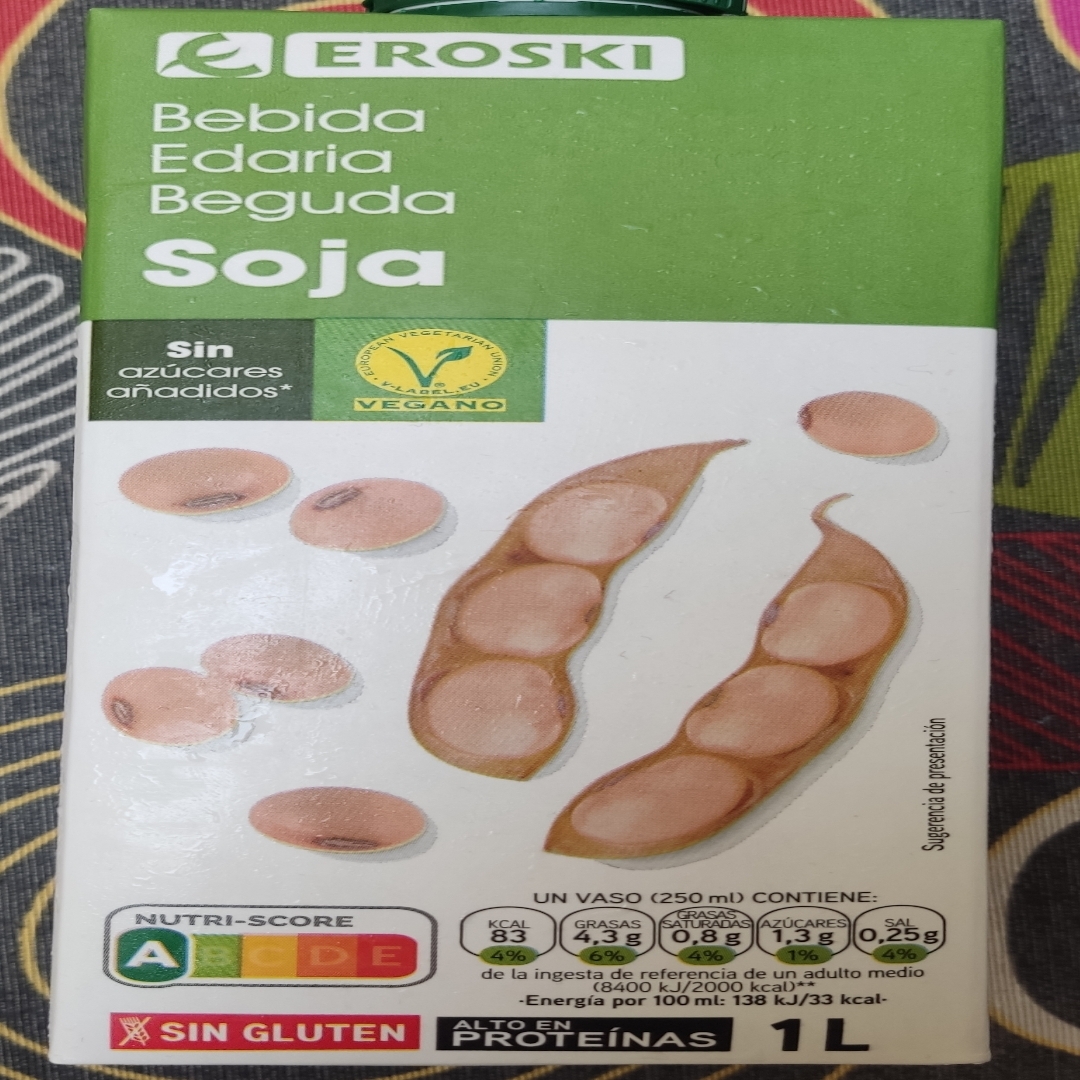 EROSKI
Bebida
Edaria
Beguda
Soja
Sin
azúcares
añadidos*
EUROPEAN VEGETARIAN UNION
V-LABEL.EU
®
VEGANO
Sugerencia de presentación
NUTRI-SCORE
A B C D E
UN VASO (250 ml) CONTIENE:
KCAL
83
4%
GRASAS
4,3 g
6%
GRASAS
SATURADAS
0,8 g
4%
AZÚCARES
1,3 g
1%
SAL
0,25g
4%
de la ingesta de referencia de un adulto medio
(8400 kJ/2000 kcal)**
-Energía por 100 ml: 138 kJ/33 kcal-
SIN GLUTEN
ALTO EN
PROTEÍNAS
1L